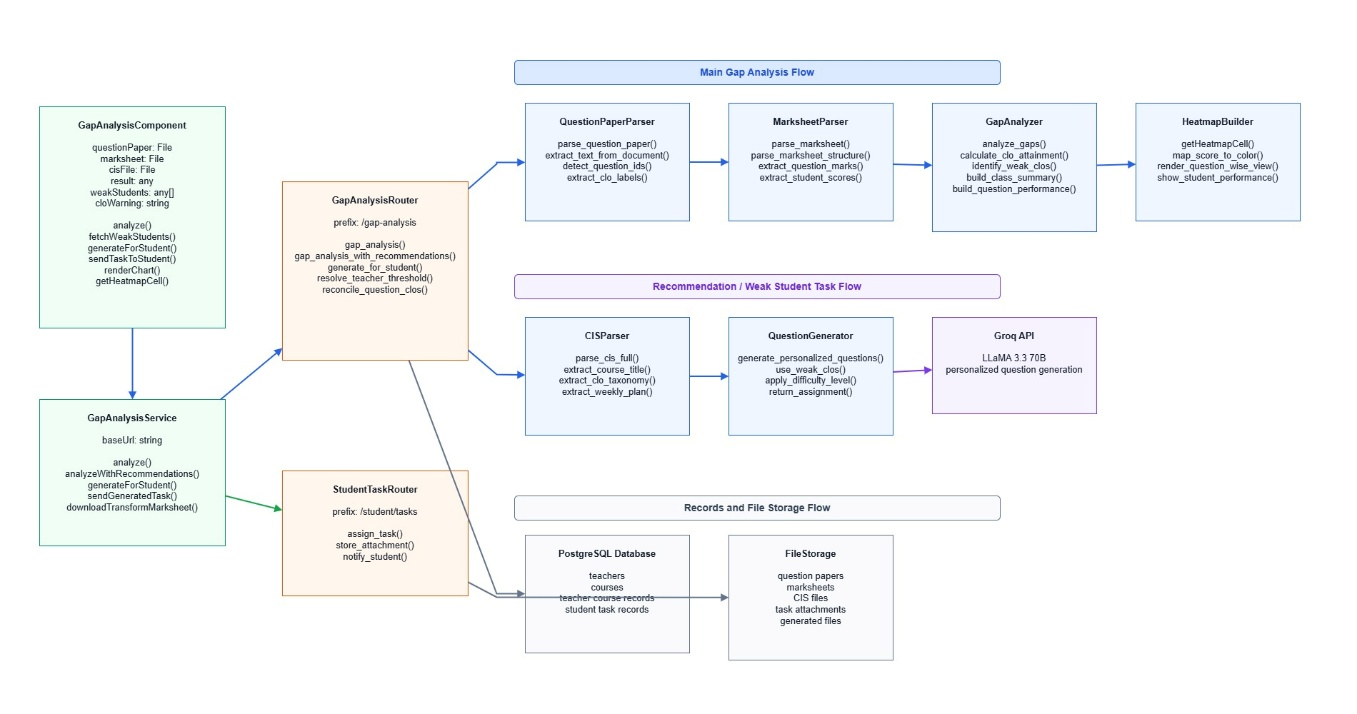 Main Gap Analysis Flow
GapAnalysisComponent
questionPaper: File
marksheet: File
cisFile: File
result: any
weakStudents: any[]
cloWarning: string
analyze()
fetchWeakStudents()
generateForStudent()
sendTaskToStudent()
renderChart()
getHeatmapCell()
GapAnalysisService
baseUrl: string
analyze()
analyzeWithRecommendations()
generateForStudent()
sendGeneratedTask()
downloadTransformMarksheet()
GapAnalysisRouter
prefix: /gap-analysis
gap_analysis()
gap_analysis_with_recommendations()
generate_for_student()
resolve_teacher_threshold()
reconcile_question_clos()
StudentTaskRouter
prefix: /student/tasks
assign_task()
store_attachment()
notify_student()
QuestionPaperParser
parse_question_paper()
extract_text_from_document()
detect_question_ids()
extract_clo_labels()
MarksheetParser
parse_marksheet()
parse_marksheet_structure()
extract_question_marks()
extract_student_scores()
GapAnalyzer
analyze_gaps()
calculate_clo_attainment()
identify_weak_clos()
build_class_summary()
build_question_performance()
HeatmapBuilder
getHeatmapCell()
map_score_to_color()
render_question_wise_view()
show_student_performance()
Recommendation / Weak Student Task Flow
CISParser
parse_cis_full()
extract_course_title()
extract_clo_taxonomy()
extract_weekly_plan()
QuestionGenerator
generate_personalized_questions()
use_weak_clos()
apply_difficulty_level()
return_assignment()
Groq API
LLaMA 3.3 70B
personalized question generation
Records and File Storage Flow
PostgreSQL Database
teachers
courses
teacher course records
student task records
FileStorage
question papers
marksheets
CIS files
task attachments
generated files